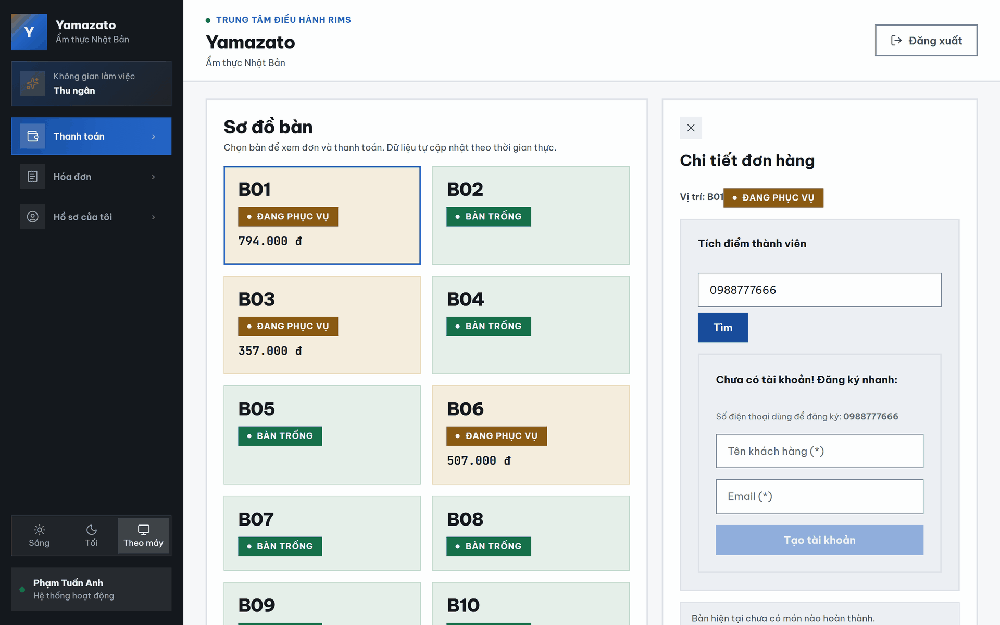 Y
Yamazato
Ẩm thực Nhật Bản
Không gian làm việc
Thu ngân
Thanh toán
Hóa đơn
Hồ sơ của tôi
Sáng
Tối
Theo máy
Phạm Tuấn Anh
Hệ thống hoạt động
TRUNG TÂM ĐIỀU HÀNH RIMS
Yamazato
Ẩm thực Nhật Bản
Đăng xuất
Sơ đồ bàn
Chọn bàn để xem đơn và thanh toán. Dữ liệu tự cập nhật theo thời gian thực.
B01
ĐANG PHỤC VỤ
794.000 đ
B02
BÀN TRỐNG
B03
ĐANG PHỤC VỤ
357.000 đ
B04
BÀN TRỐNG
B05
BÀN TRỐNG
B06
ĐANG PHỤC VỤ
507.000 đ
B07
BÀN TRỐNG
B08
BÀN TRỐNG
B09
B10
Chi tiết đơn hàng
Vị trí: B01 ĐANG PHỤC VỤ
Tích điểm thành viên
0988777666
Tìm
Chưa có tài khoản! Đăng ký nhanh:
Số điện thoại dùng để đăng ký: 0988777666
Tên khách hàng (*)
Email (*)
Tạo tài khoản
Bàn hiện tại chưa có món nào hoàn thành.